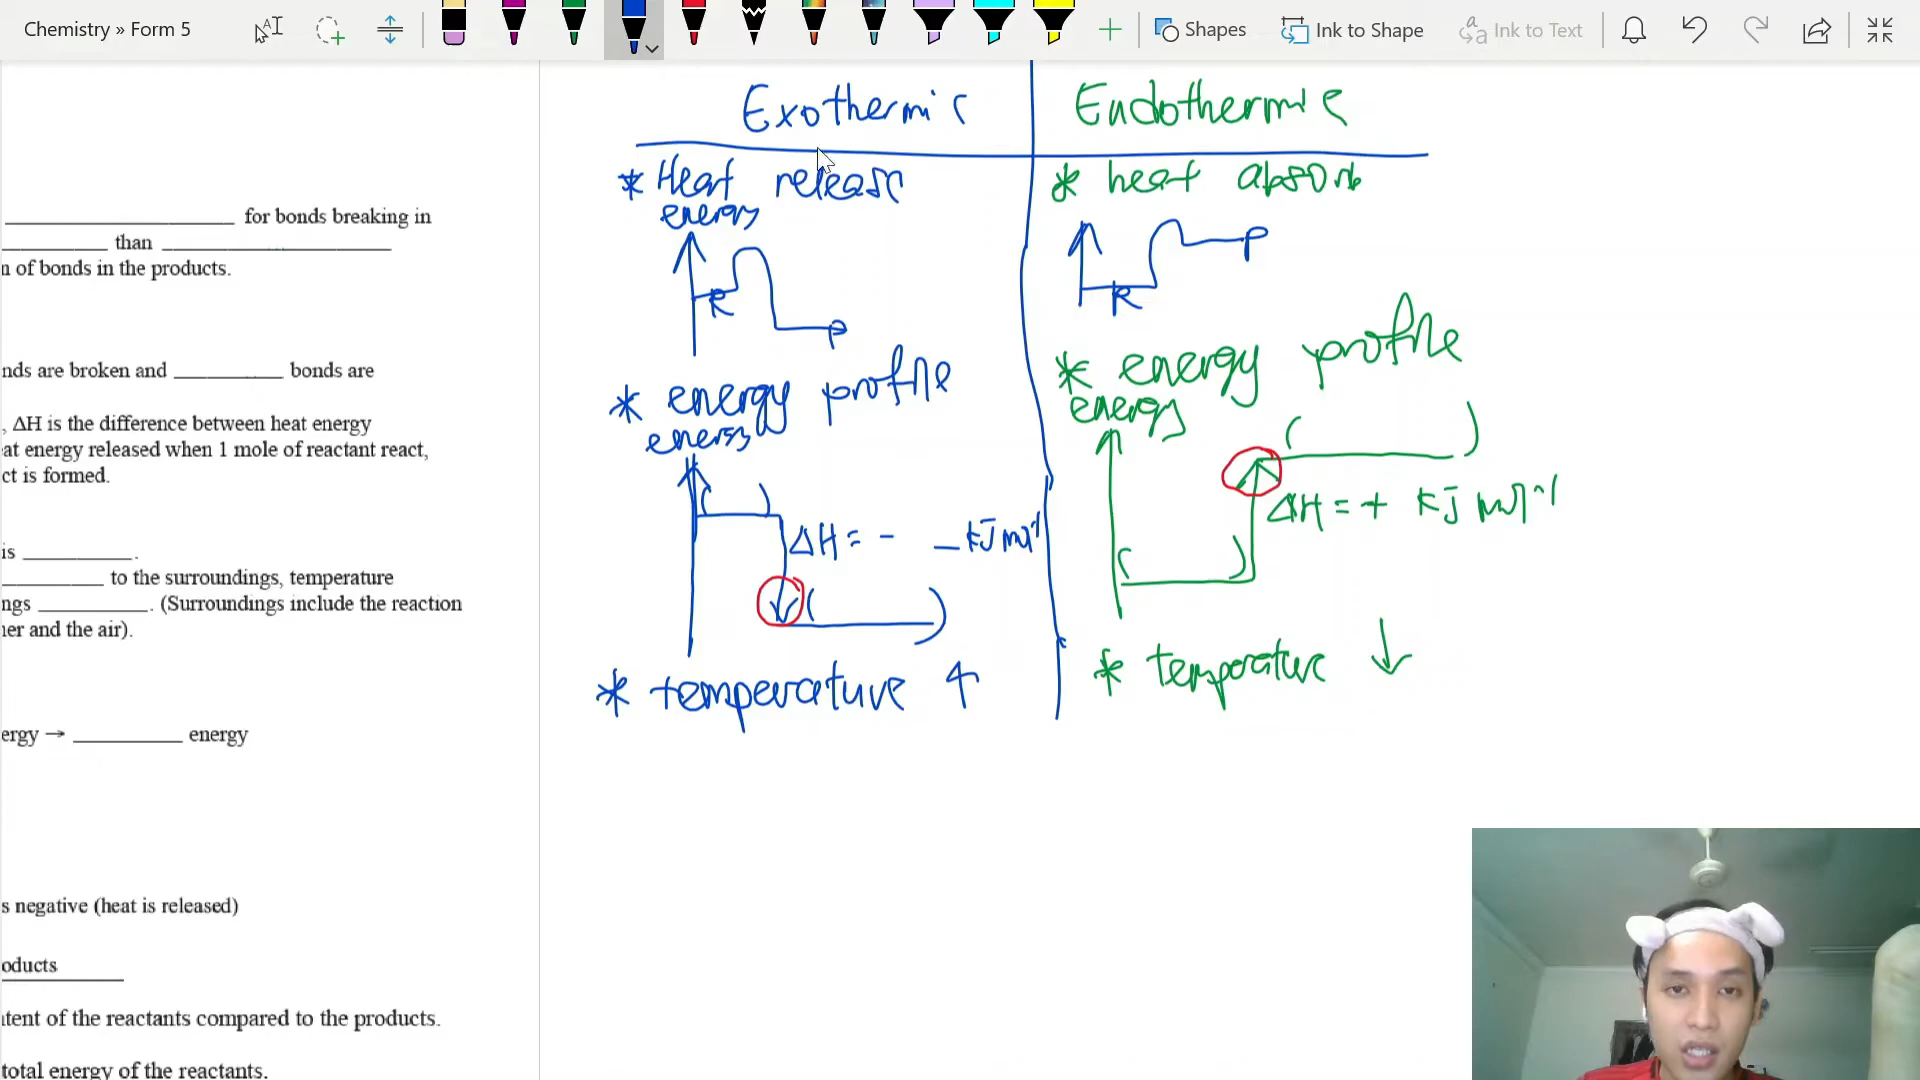 Chemistry » Form 5
Shapes
Ink to Shape
Ink to Text
for bonds breaking in
than
n of bonds in the products.
nds are broken and __________ bonds are
, ΔH is the difference between heat energy
at energy released when 1 mole of reactant react,
ct is formed.
is __________.
__________ to the surroundings, temperature
ngs __________. (Surroundings include the reaction
ner and the air).
ergy → __________ energy
s negative (heat is released)
oducts
tent of the reactants compared to the products.
total energy of the reactants.
Exothermic
* Heat release
energy
R
P
* energy profile
energy
( )
ΔH = - _ kJ mol⁻¹
( )
* temperature ↑
Endothermic
* heat absorb
R
P
* energy profile
energy
( )
ΔH = + kJ mol⁻¹
( )
* temperature ↓